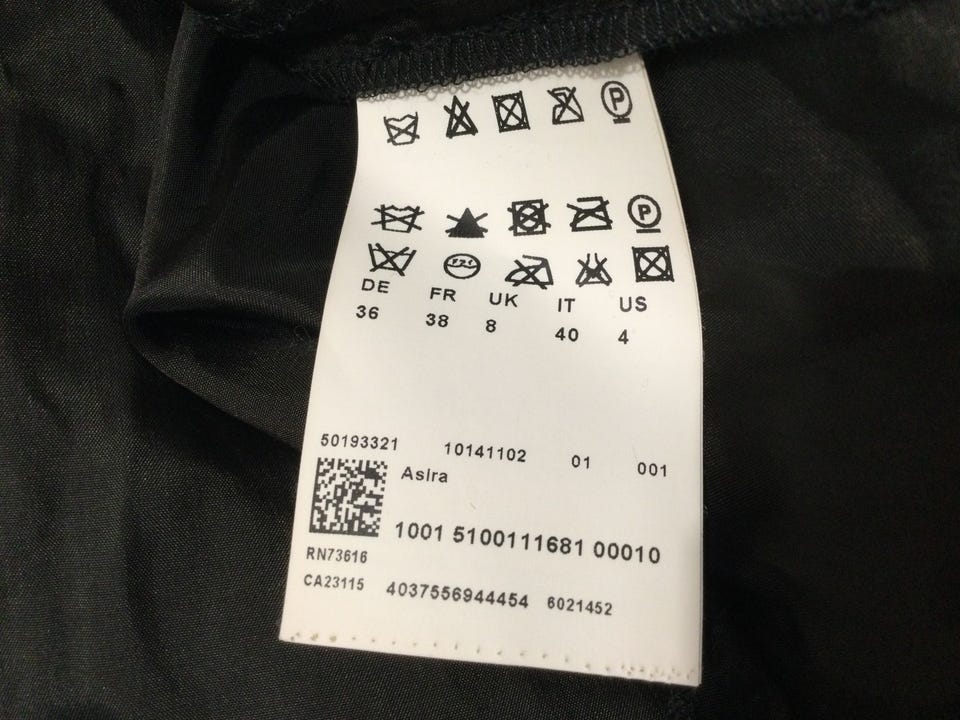 P
P
DE FR UK IT US
36 38 8 40 4
50193321 10141102 01 001
Asira
1001 5100111681 00010
RN73616
CA23115 4037556944454 6021452